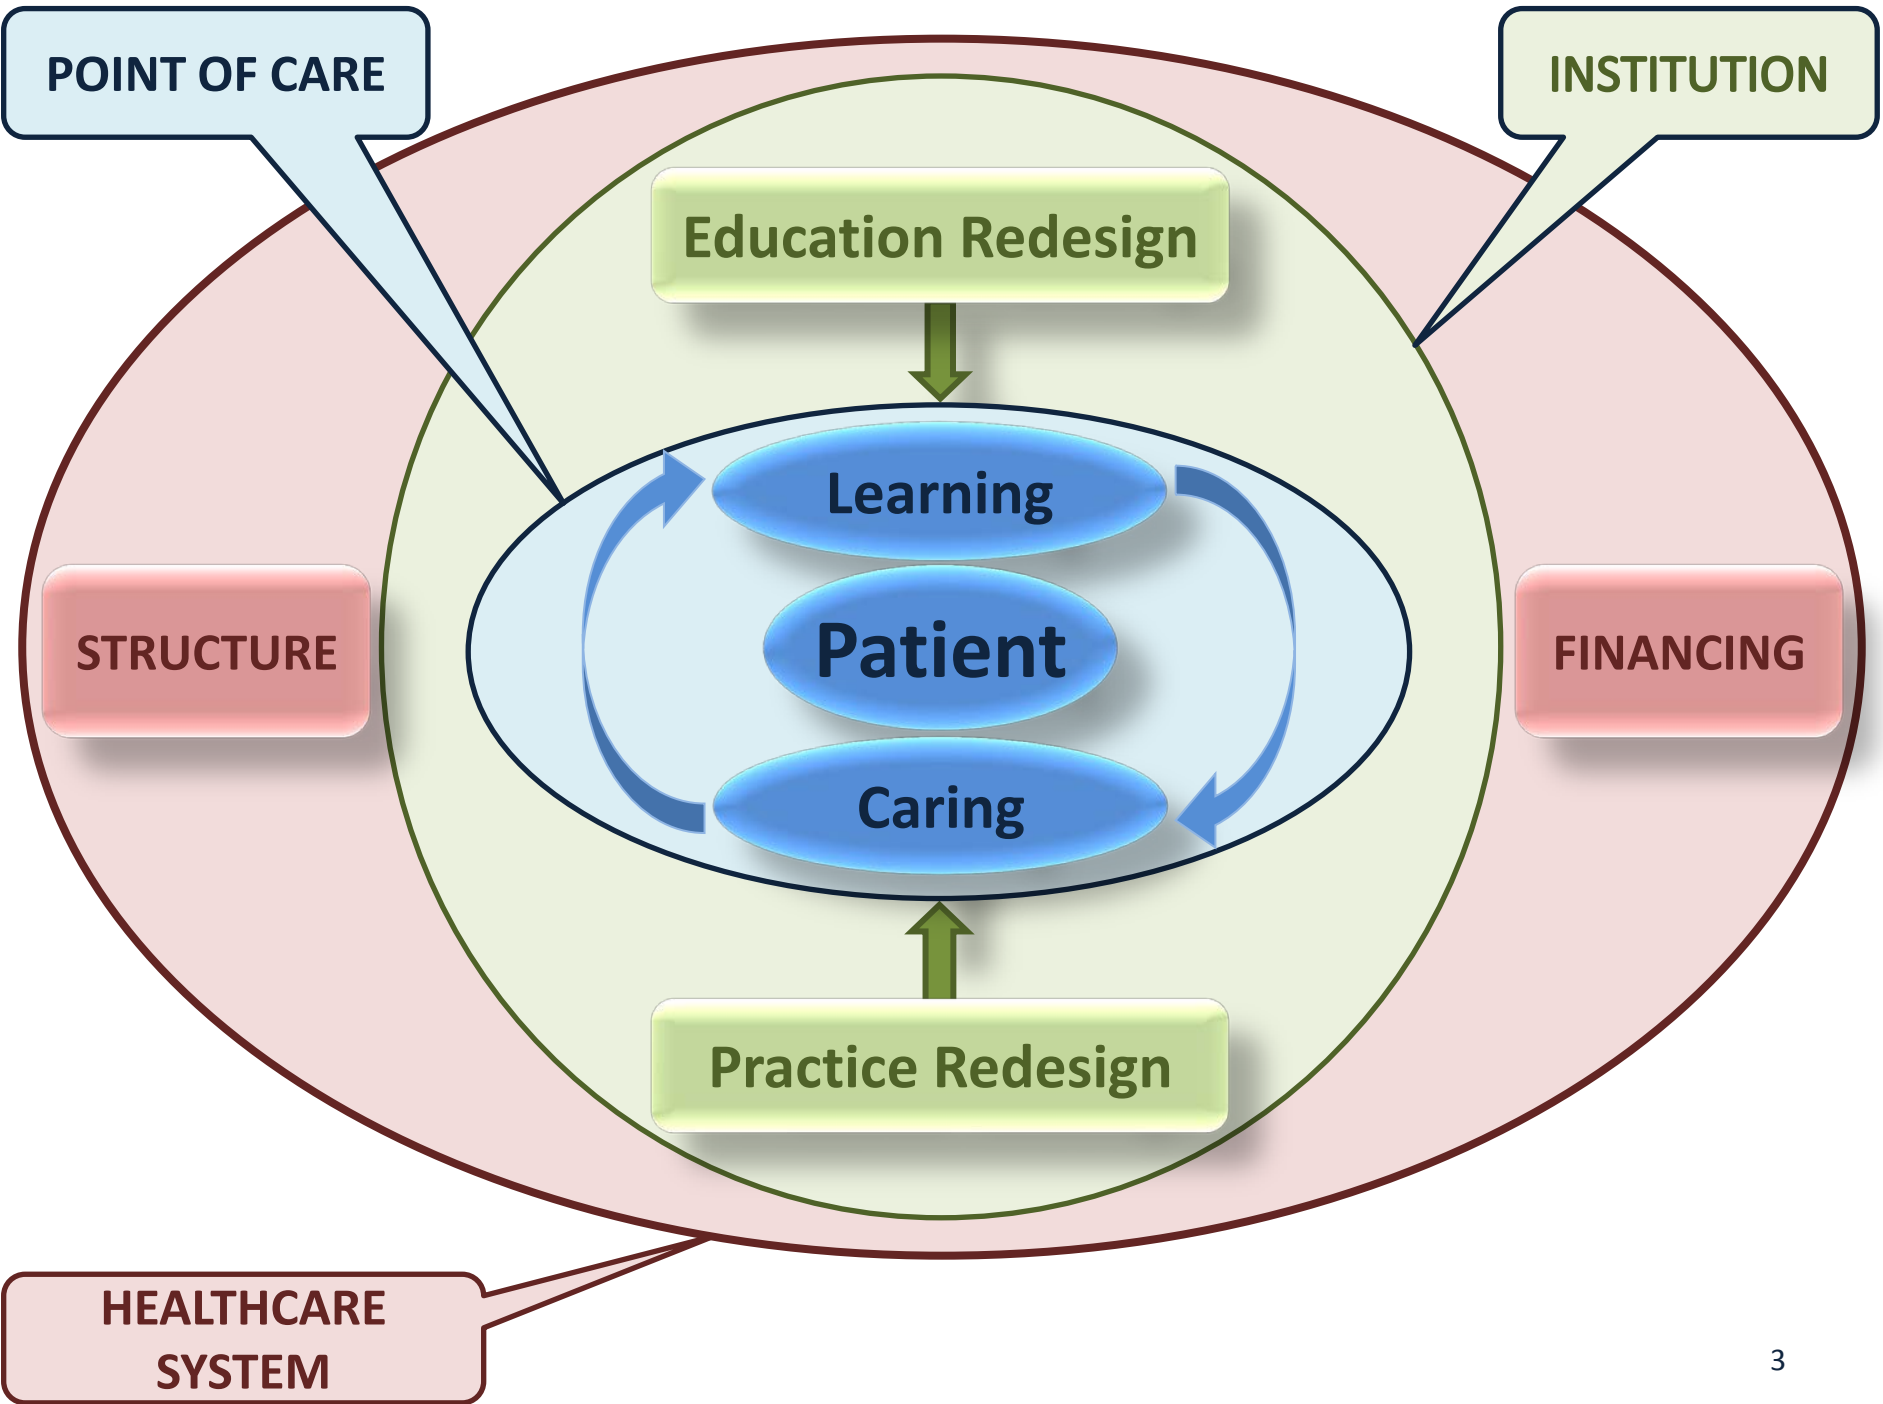 POINT OF CARE
INSTITUTION
Education Redesign
Learning
STRUCTURE
Patient
FINANCING
Caring
Practice Redesign
HEALTHCARE
SYSTEM
3